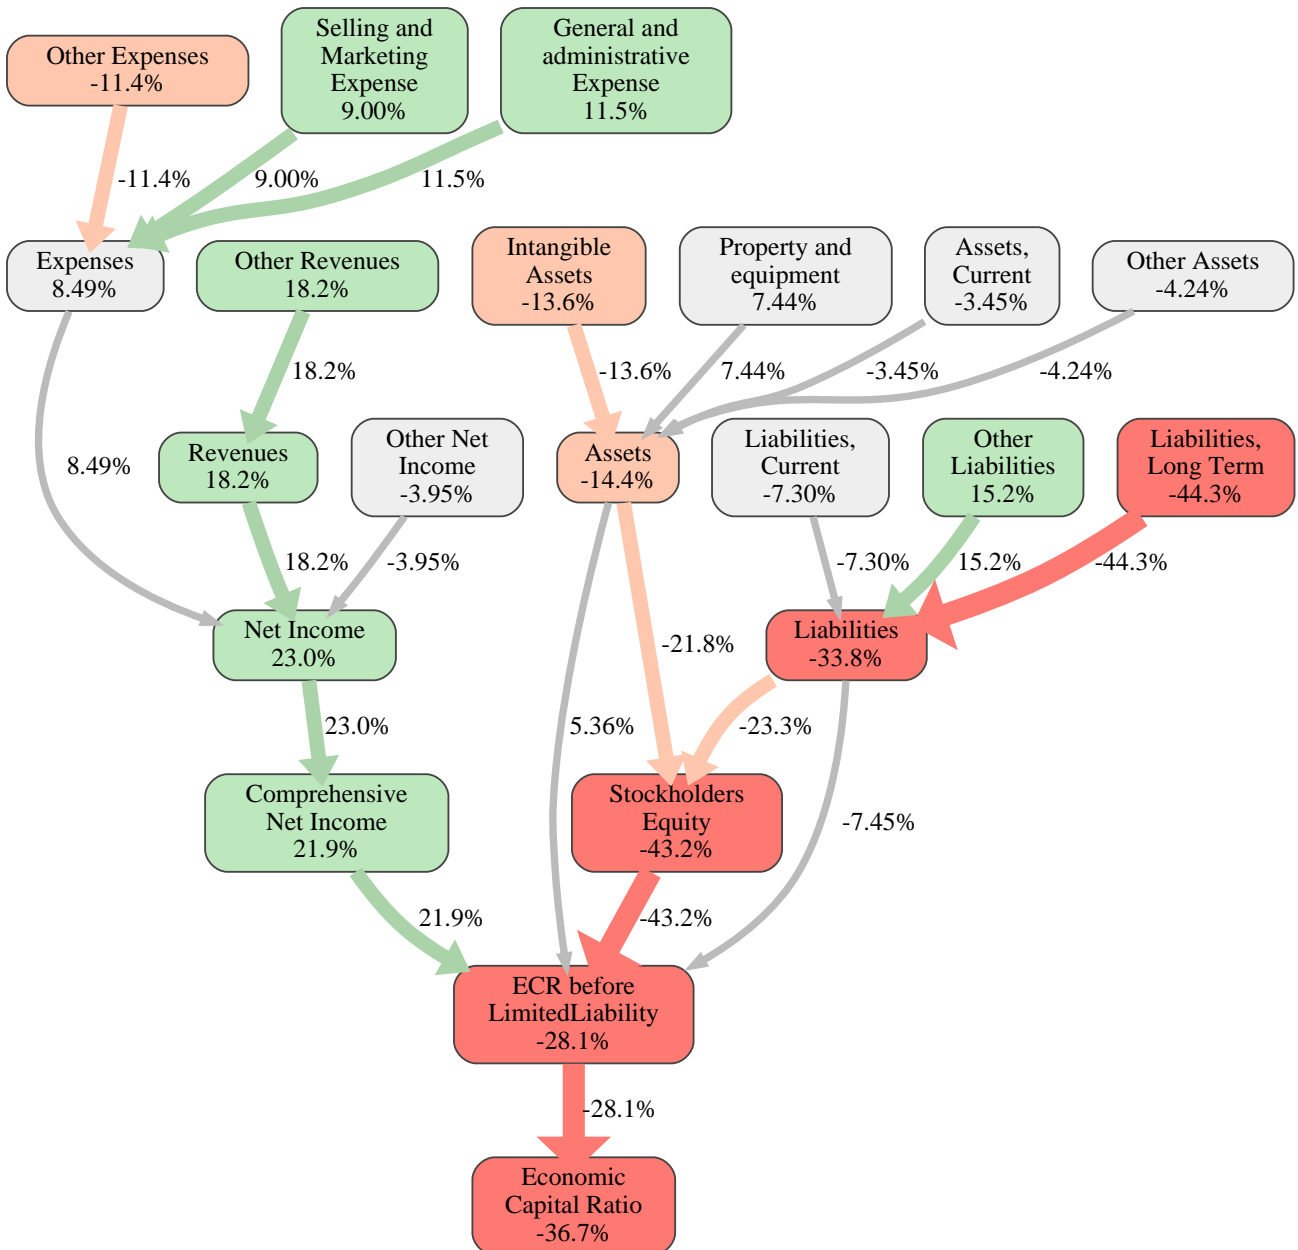 Other Expenses
-11.4%
Selling and
Marketing
Expense
9.00%
General and
administrative
Expense
11.5%
-11.4%
9.00%
11.5%
Expenses
8.49%
Other Revenues
18.2%
Intangible
Assets
-13.6%
Property and
equipment
7.44%
Assets,
Current
-3.45%
Other Assets
-4.24%
18.2%
-13.6%
7.44%
-3.45%
-4.24%
8.49%
Revenues
18.2%
Other Net
Income
-3.95%
Assets
-14.4%
Liabilities,
Current
-7.30%
Other
Liabilities
15.2%
Liabilities,
Long Term
-44.3%
18.2%
-3.95%
-7.30%
15.2%
-44.3%
Net Income
23.0%
-21.8%
Liabilities
-33.8%
23.0%
5.36%
-23.3%
Comprehensive
Net Income
21.9%
Stockholders
Equity
-43.2%
-7.45%
21.9%
-43.2%
ECR before
LimitedLiability
-28.1%
-28.1%
Economic
Capital Ratio
-36.7%